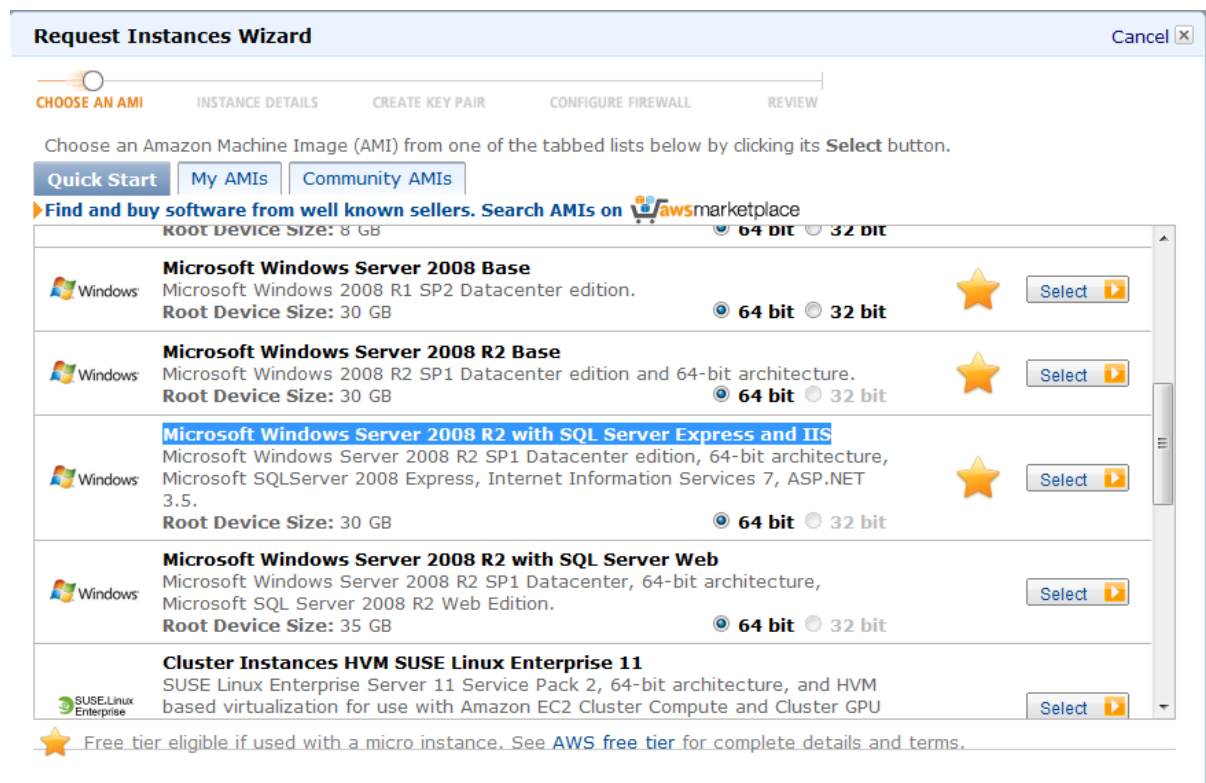 Request Instances Wizard
Cancel
CHOOSE AN AMI INSTANCE DETAILS CREATE KEY PAIR CONFIGURE FIREWALL REVIEW
Choose an Amazon Machine Image (AMI) from one of the tabbed lists below by clicking its Select button.
Quick Start My AMIs Community AMIs
Find and buy software from well known sellers. Search AMIs on awsmarketplace
Root Device Size: 8 GB 64 bit 32 bit
Microsoft Windows Server 2008 Base
Windows Microsoft Windows 2008 R1 SP2 Datacenter edition. Select
Root Device Size: 30 GB 64 bit 32 bit
Microsoft Windows Server 2008 R2 Base
Windows Microsoft Windows 2008 R2 SP1 Datacenter edition and 64-bit architecture. Select
Root Device Size: 30 GB 64 bit 32 bit
Microsoft Windows Server 2008 R2 with SQL Server Express and IIS
Microsoft Windows Server 2008 R2 SP1 Datacenter edition, 64-bit architecture,
Windows Microsoft SQLServer 2008 Express, Internet Information Services 7, ASP.NET Select
3.5.
Root Device Size: 30 GB 64 bit 32 bit
Microsoft Windows Server 2008 R2 with SQL Server Web
Microsoft Windows Server 2008 R2 SP1 Datacenter, 64-bit architecture,
Windows Microsoft SQL Server 2008 R2 Web Edition. Select
Root Device Size: 35 GB 64 bit 32 bit
Cluster Instances HVM SUSE Linux Enterprise 11
SUSE Linux Enterprise Server 11 Service Pack 2, 64-bit architecture, and HVM
SUSE.Linux Enterprise based virtualization for use with Amazon EC2 Cluster Compute and Cluster GPU Select
Free tier eligible if used with a micro instance. See AWS free tier for complete details and terms.